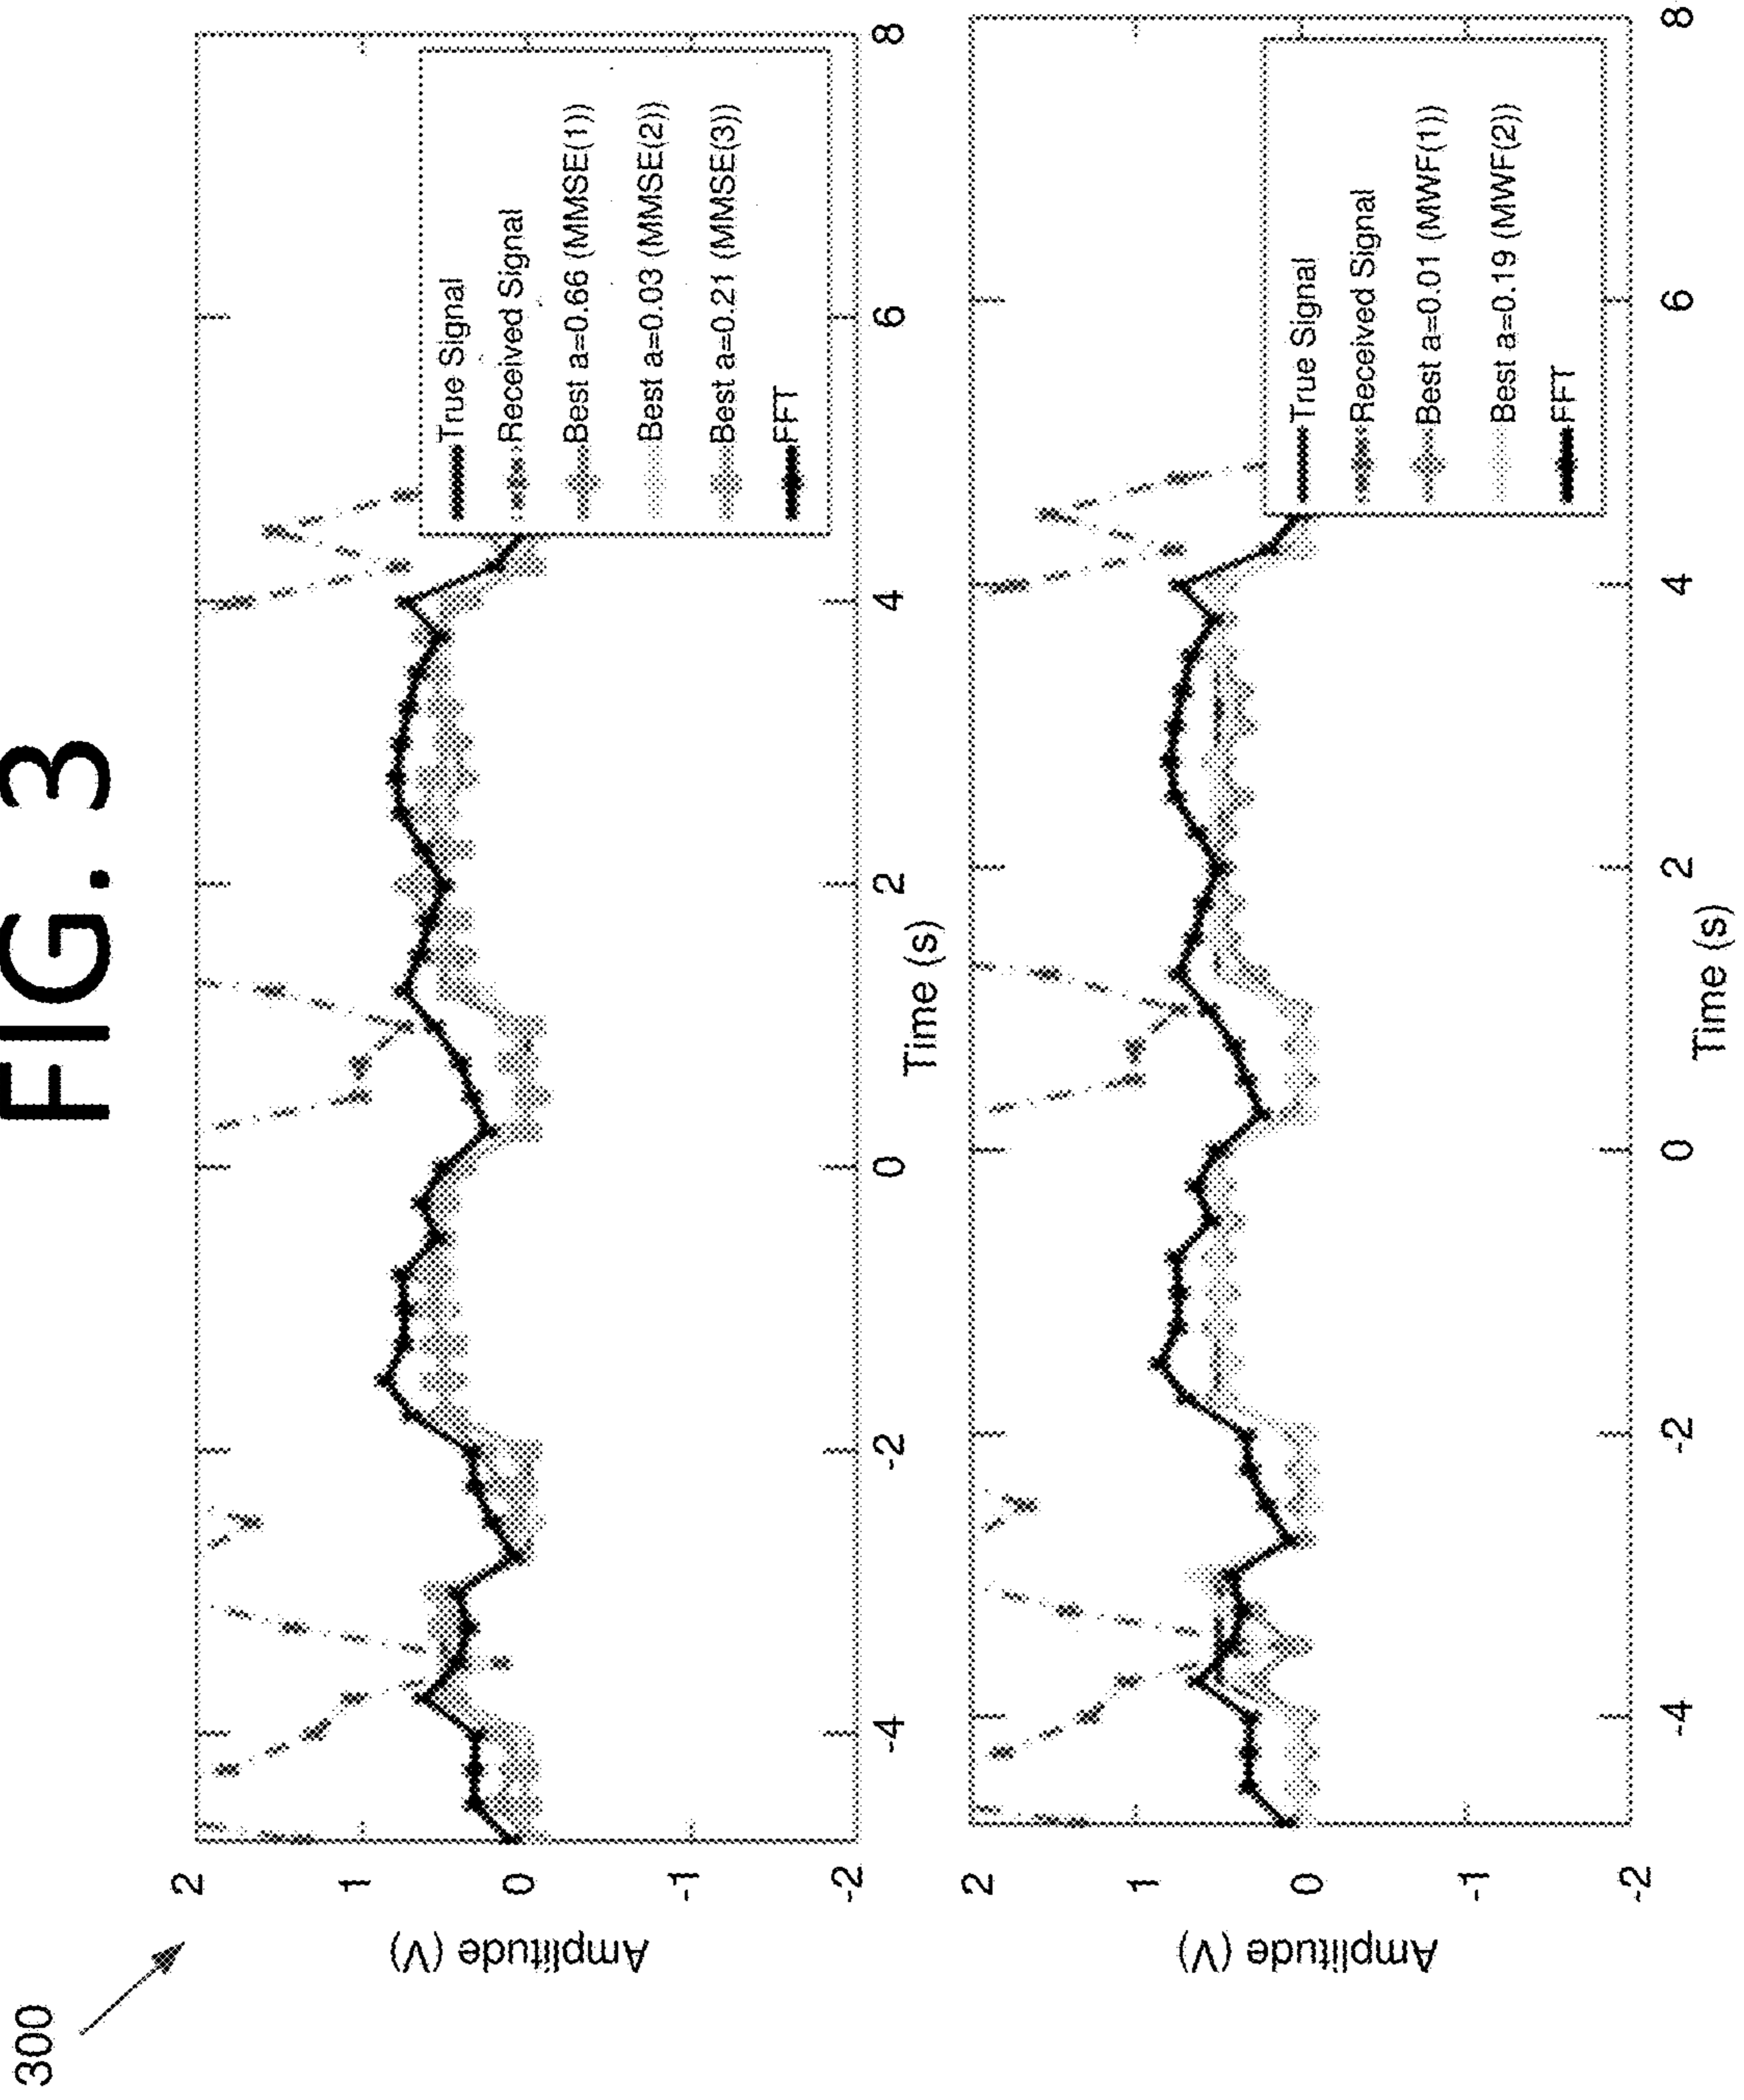 FIG. 3
300
2
1
0
-1
-2
Amplitude (V)
-4
-2
0
2
4
6
8
Time (s)
True Signal
Received Signal
Best a=0.66 (MMSE(1))
Best a=0.03 (MMSE(2))
Best a=0.21 (MMSE(3))
FFT
2
1
0
-1
-2
Amplitude (V)
-4
-2
0
2
4
6
8
Time (s)
True Signal
Received Signal
Best a=0.01 (MWF(1))
Best a=0.19 (MWF(2))
FFT